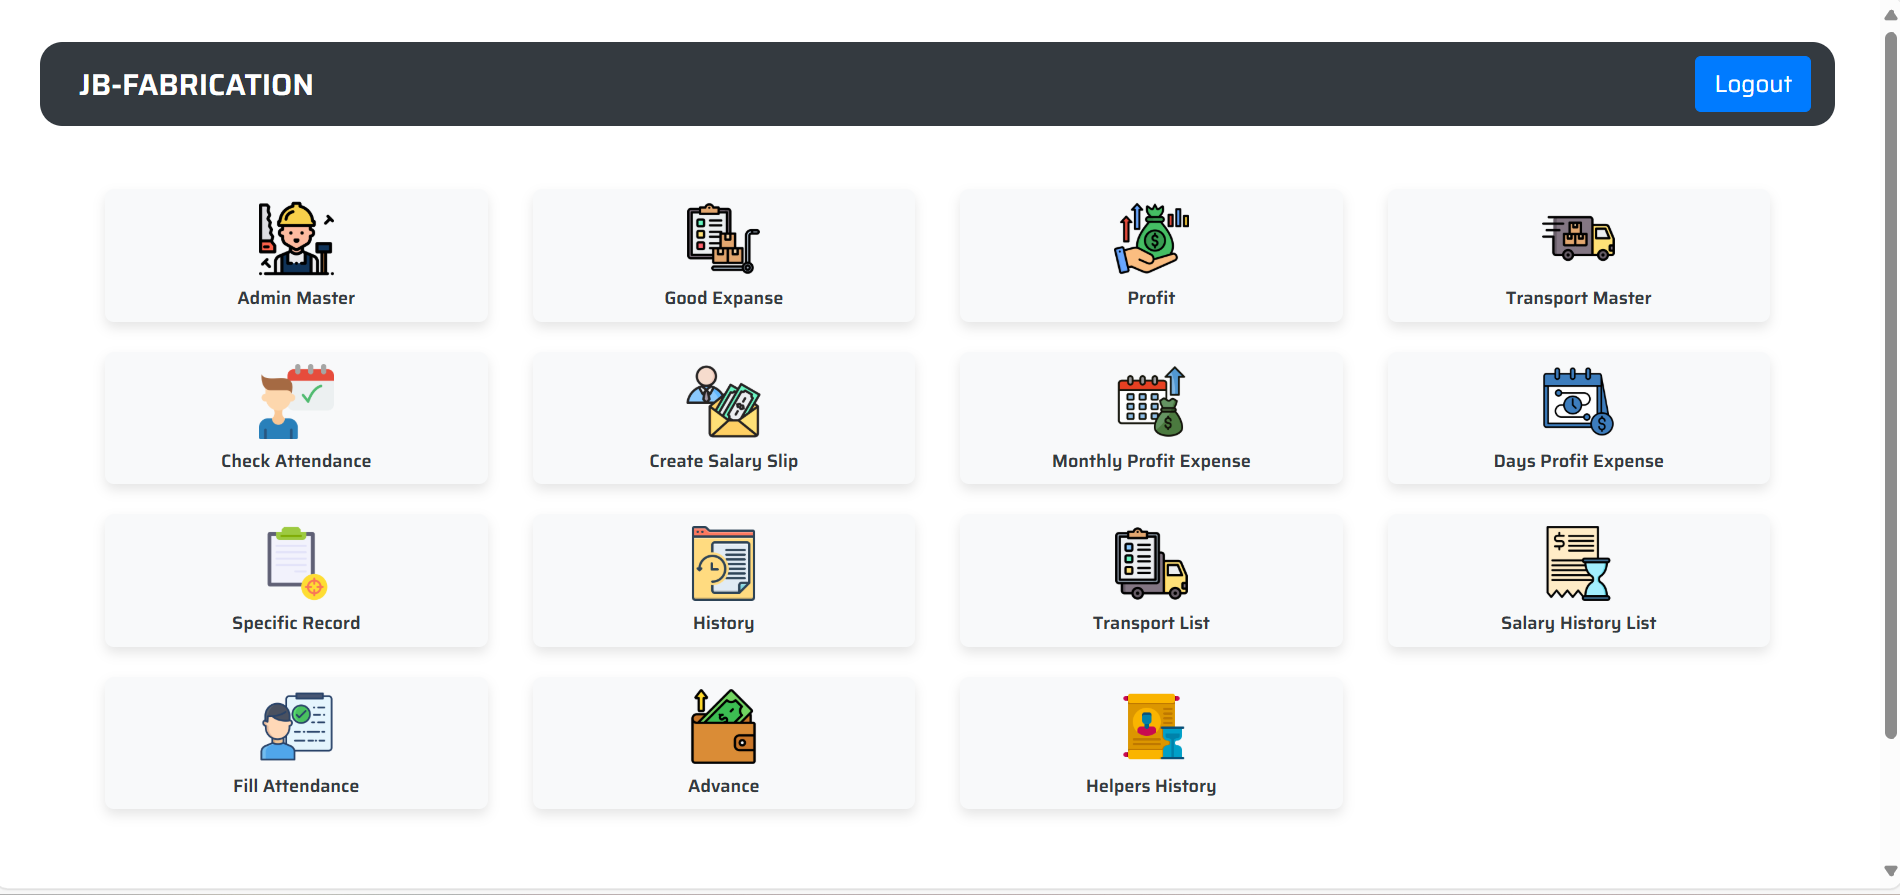 JB-FABRICATION
Logout
Admin Master
Good Expanse
Profit
Transport Master
Check Attendance
Create Salary Slip
Monthly Profit Expense
Days Profit Expense
Specific Record
History
Transport List
Salary History List
Fill Attendance
Advance
Helpers History